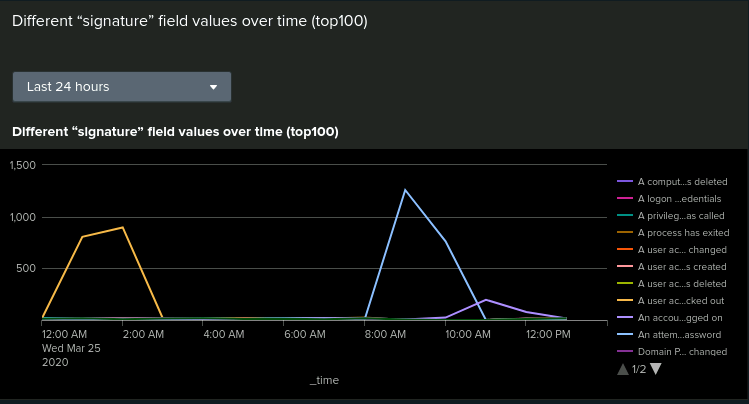 Different “signature” field values over time (top100)
Last 24 hours
Different “signature” field values over time (top100)
1,500
1,000
500
A comput...s deleted
A logon ...edentials
A privileg...as called
A process has exited
A user ac... changed
A user ac...s created
A user ac...s deleted
A user ac...cked out
An accou...gged on
An attem...assword
Domain P... changed
1/2
12:00 AM 2:00 AM 4:00 AM 6:00 AM 8:00 AM 10:00 AM 12:00 PM
Wed Mar 25
2020
_time